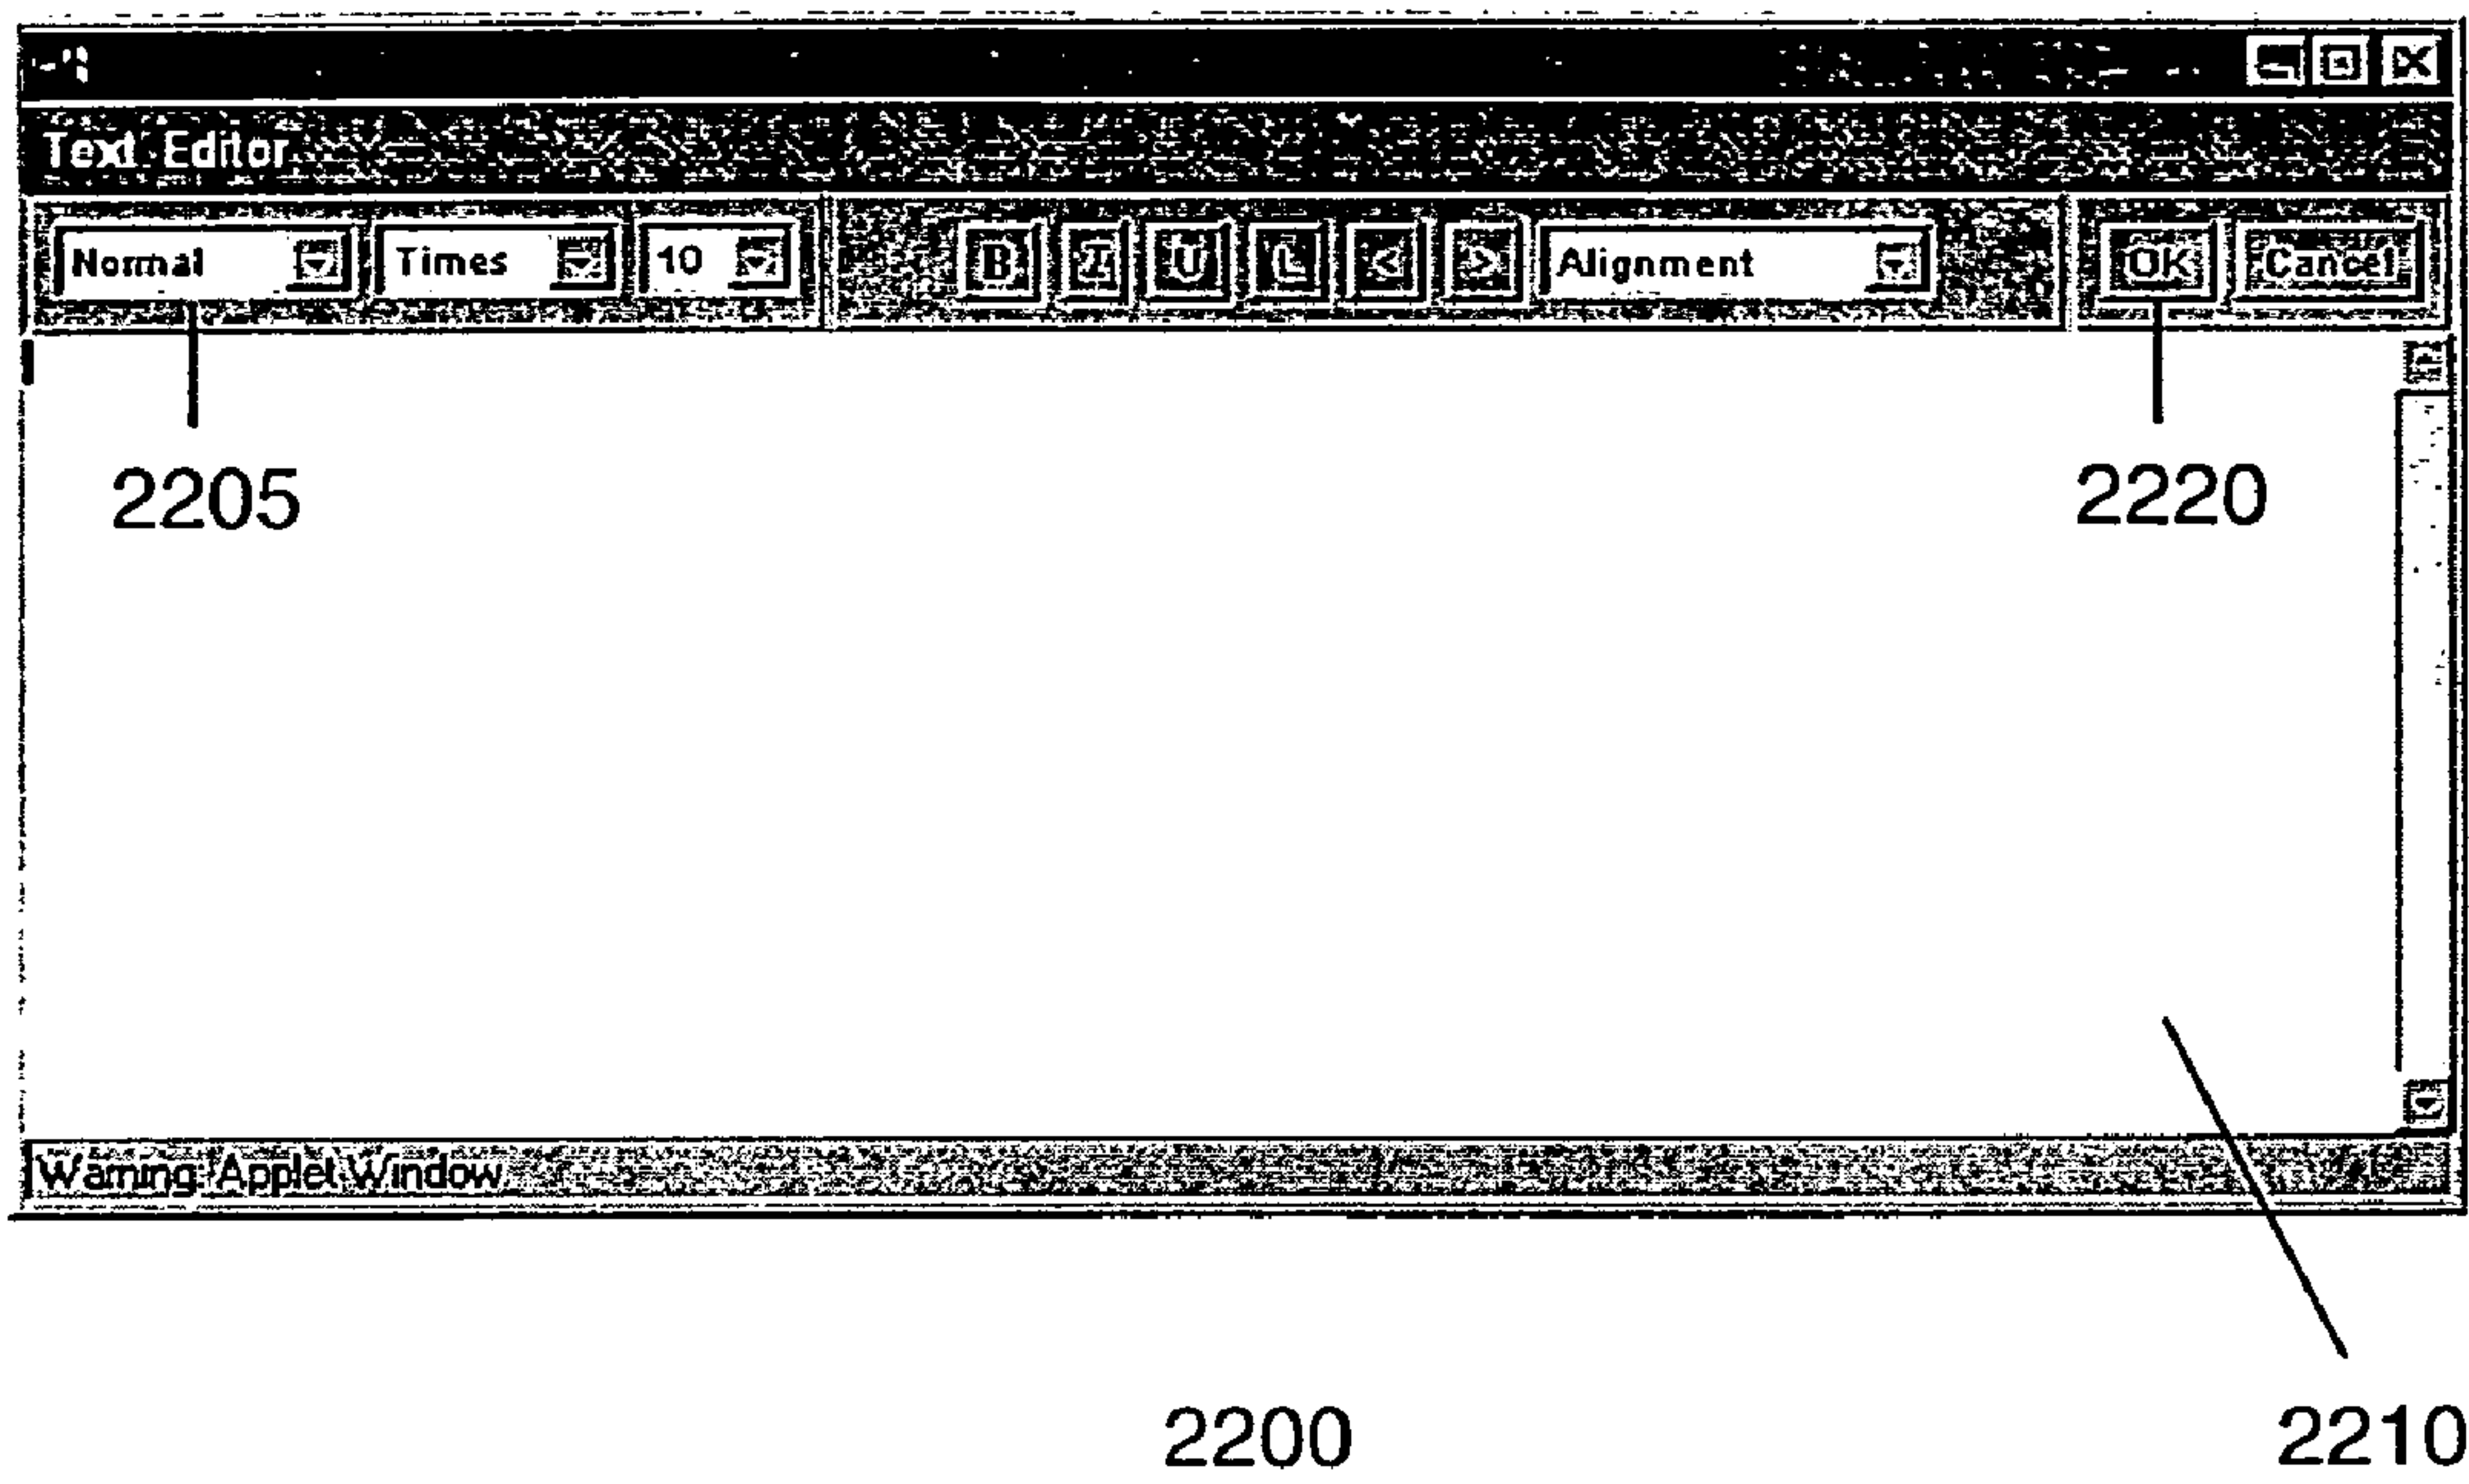 Text Editor
Normal Times 10 B I U L < > Alignment OK Cancel
2205 2220
Warning: Applet Window
2200 2210